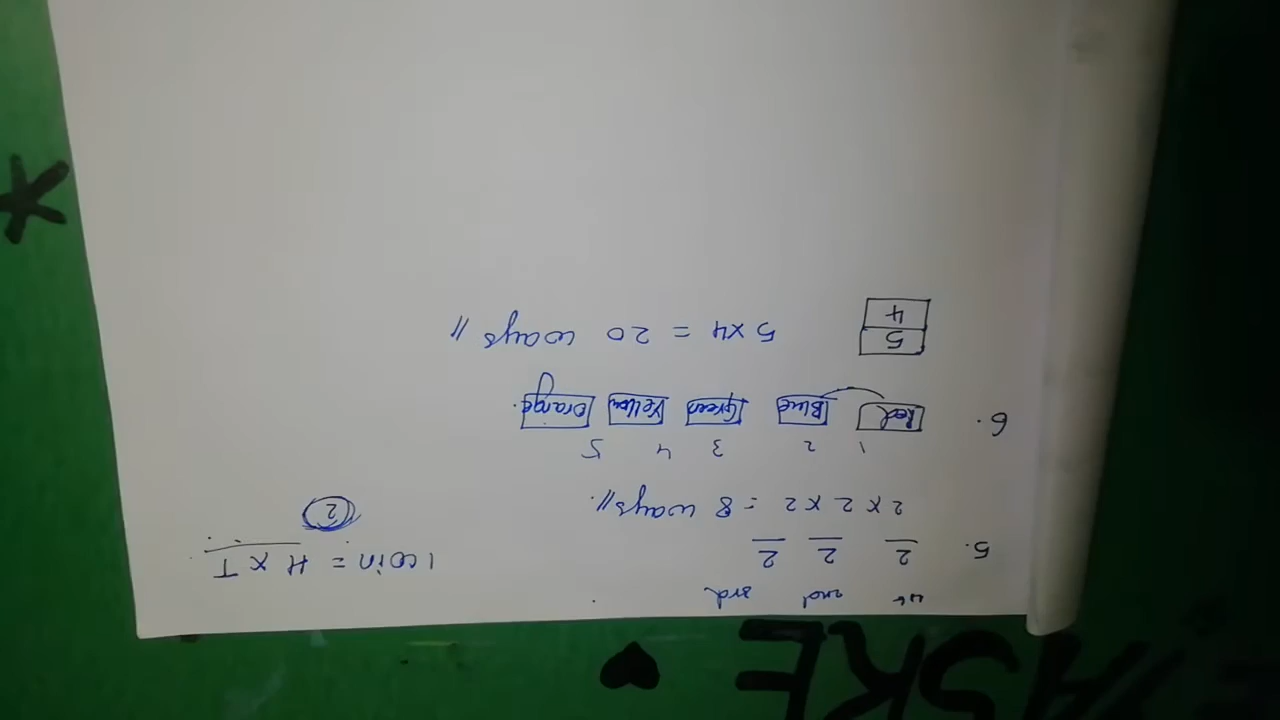 1st 2nd 3rd
5. 2 2 2 1 coin = H x T
2 x 2 x 2 = 8 ways // 2
1 2 3 4 5
6. Red Blue Green Yellow Orange.
5
4
5 x 4 = 20 ways //